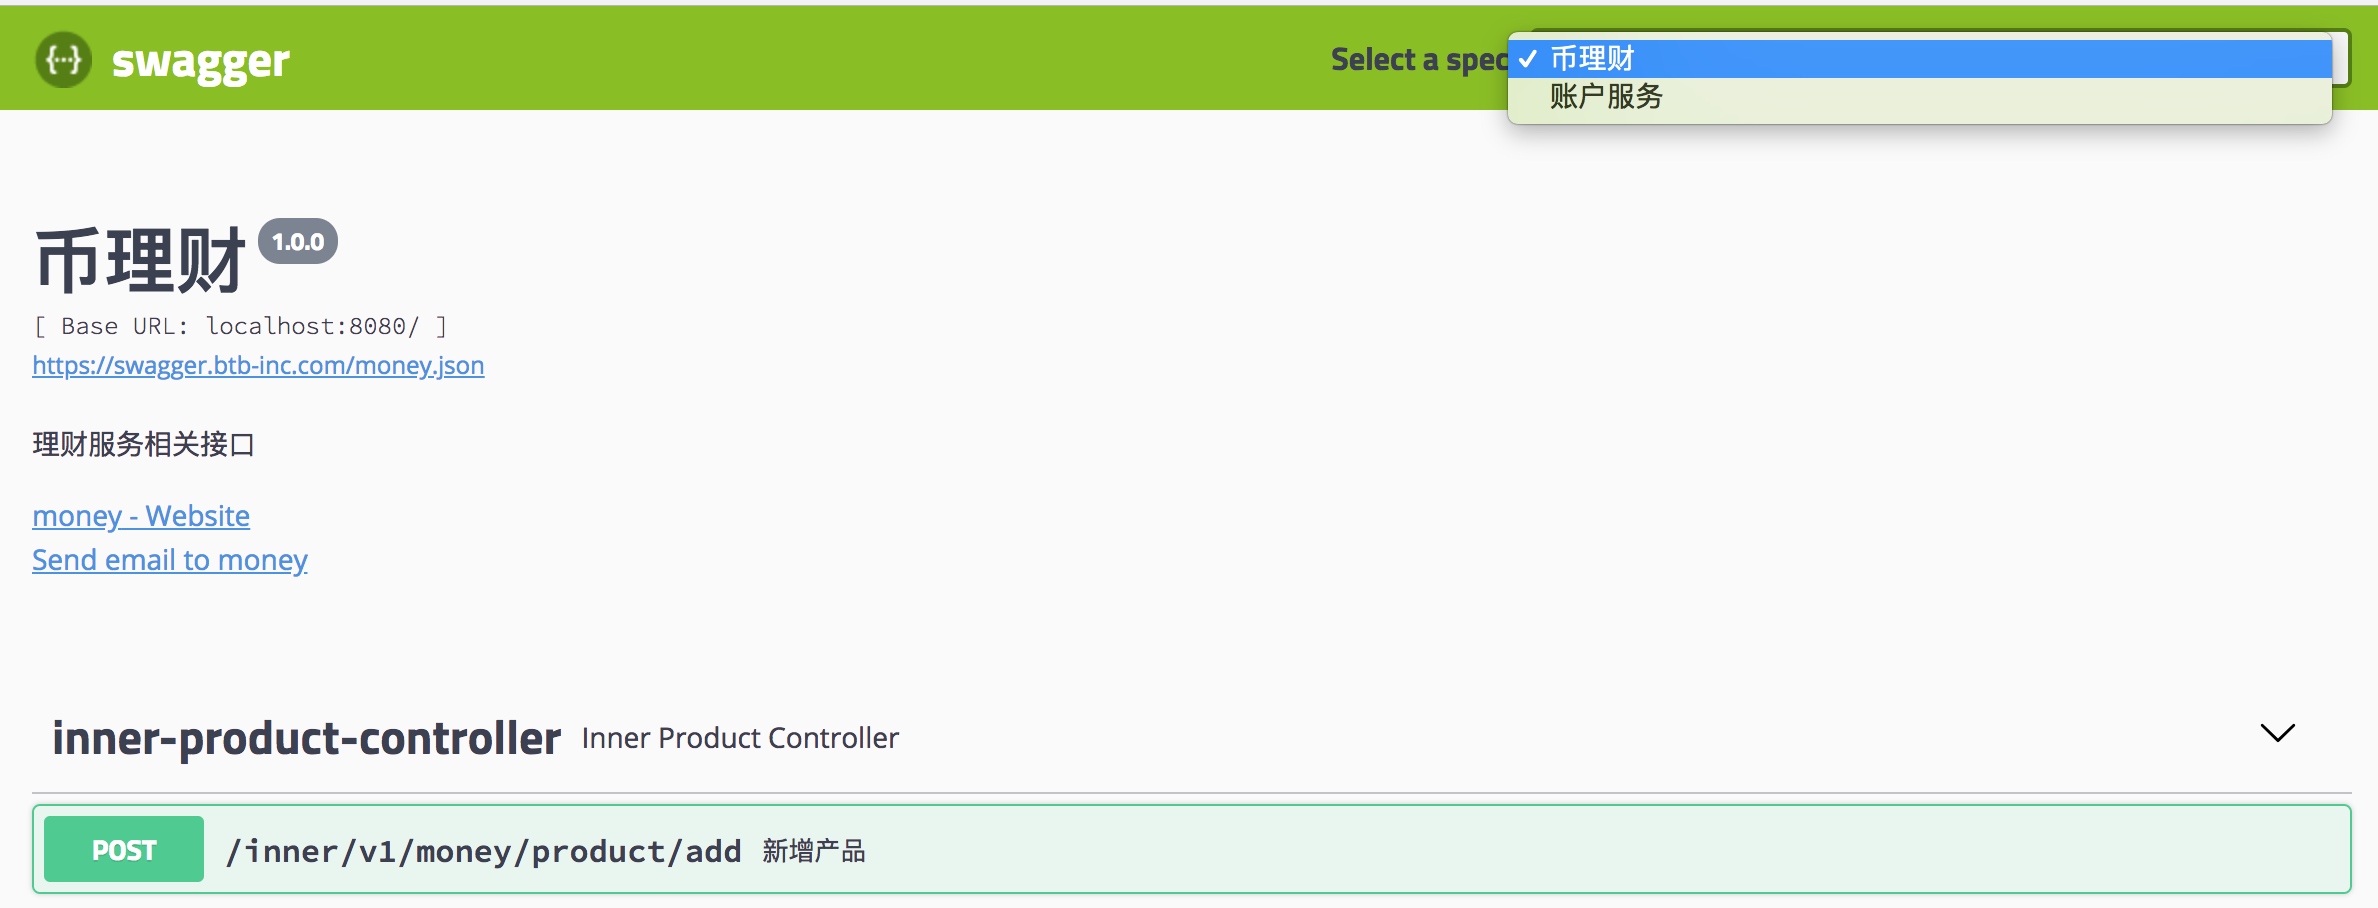 swagger
Select a spec
币理财
账户服务
币理财 1.0.0
[ Base URL: localhost:8080/ ]
https://swagger.btb-inc.com/money.json
理财服务相关接口
money - Website
Send email to money
inner-product-controller Inner Product Controller
POST /inner/v1/money/product/add 新增产品